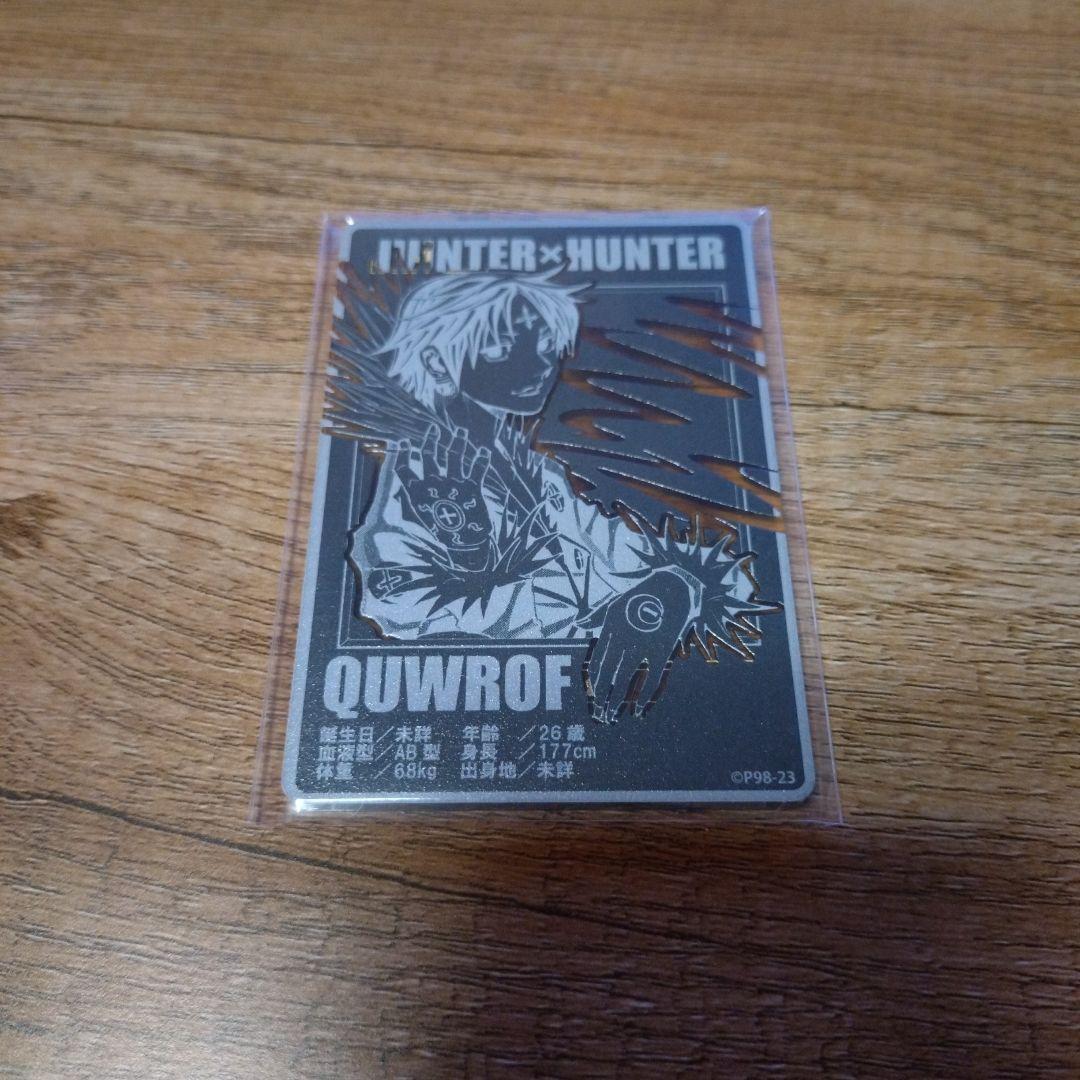 HUNTER×HUNTER
QUWROF
誕生日／未詳 年齢 ／26歳
血液型／AB型 身長 ／177cm
体重 ／68kg 出身地／未詳
©P98-23